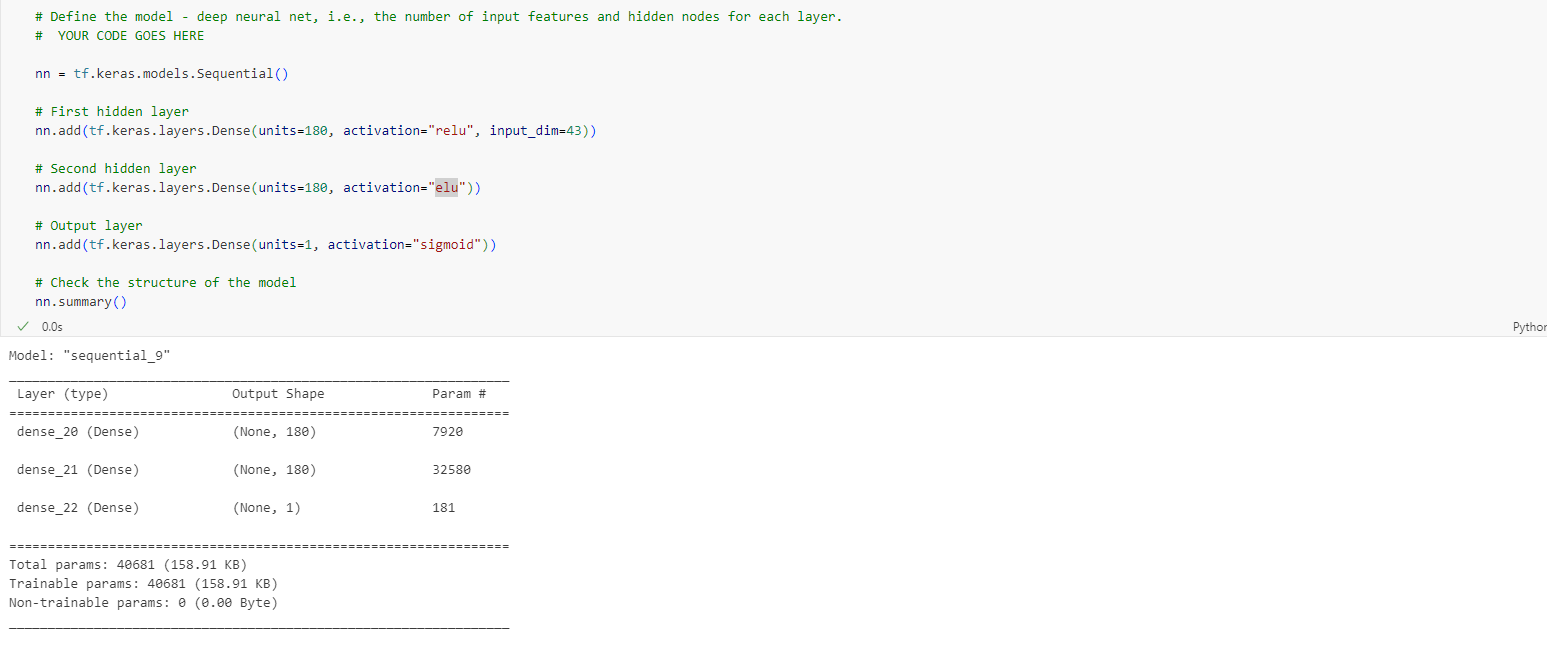 # Define the model - deep neural net, i.e., the number of input features and hidden nodes for each layer.
#  YOUR CODE GOES HERE
nn = tf.keras.models.Sequential()
# First hidden layer
nn.add(tf.keras.layers.Dense(units=180, activation="relu", input_dim=43))
# Second hidden layer
nn.add(tf.keras.layers.Dense(units=180, activation="elu"))
# Output layer
nn.add(tf.keras.layers.Dense(units=1, activation="sigmoid"))
# Check the structure of the model
nn.summary()
✓ 0.0s Python
Model: "sequential_9"
_________________________________________________________________
Layer (type) Output Shape Param #
=================================================================
dense_20 (Dense) (None, 180) 7920
dense_21 (Dense) (None, 180) 32580
dense_22 (Dense) (None, 1) 181
=================================================================
Total params: 40681 (158.91 KB)
Trainable params: 40681 (158.91 KB)
Non-trainable params: 0 (0.00 Byte)
_________________________________________________________________